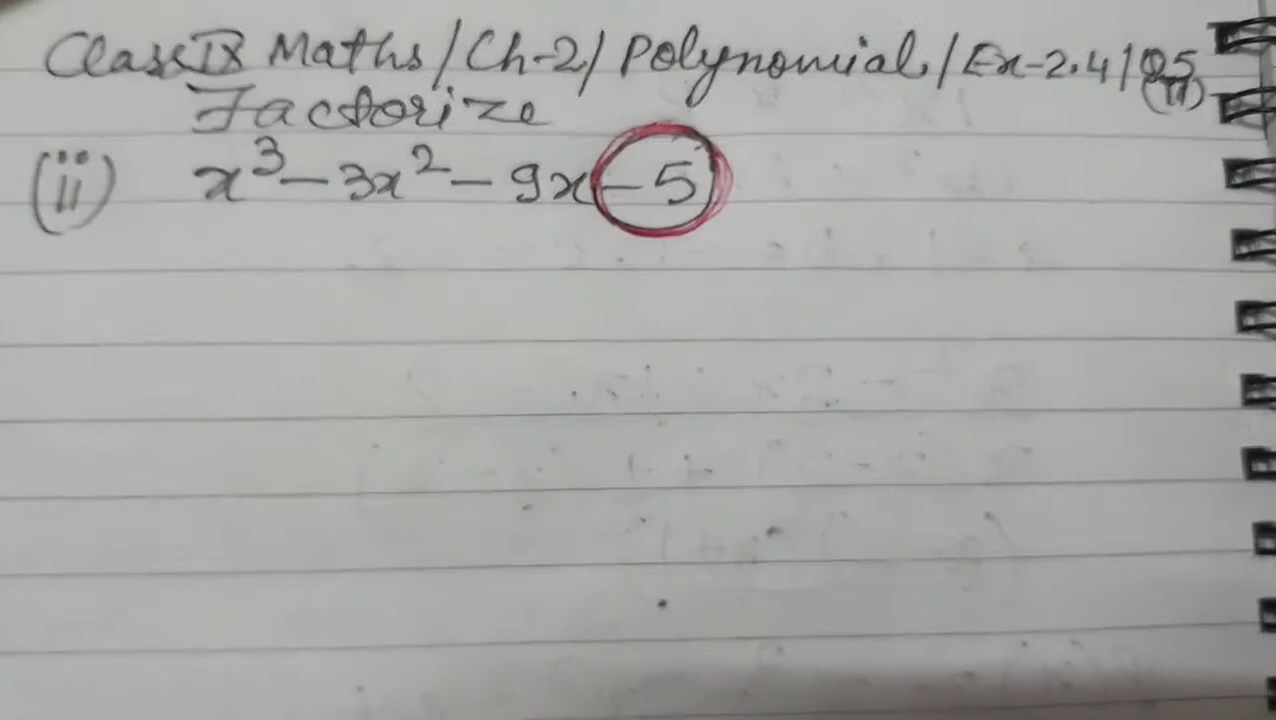 Class IX Maths/Ch-2/Polynomial/Ex-2.4/Q5
(ii)
Factorize
(ii) x³-3x²-9x-5